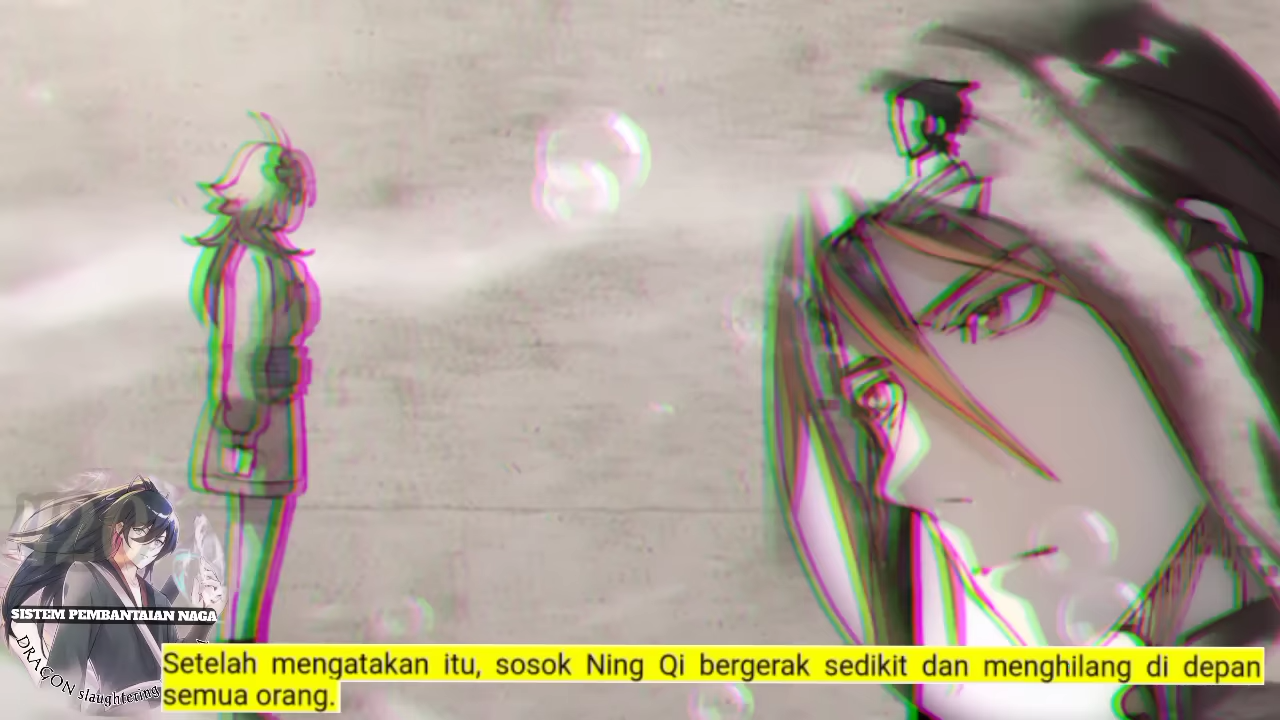 SISTEM PEMBANTAIAN NAGA
DRAGON slaughtering
Setelah mengatakan itu, sosok Ning Qi bergerak sedikit dan menghilang di depan
semua orang.